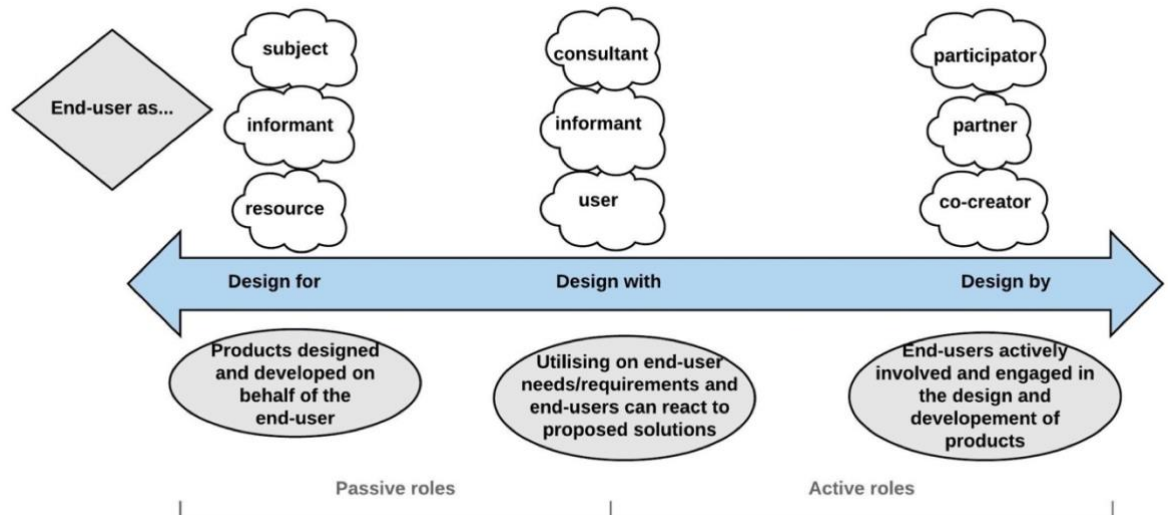 End-user as...
subject
informant
resource
consultant
informant
user
participator
partner
co-creator
Design for
Design with
Design by
Products designed
and developed on
behalf of the
end-user
Utilising on end-user
needs/requirements and
end-users can react to
proposed solutions
End-users actively
involved and engaged in
the design and
developement of
products
Passive roles
Active roles